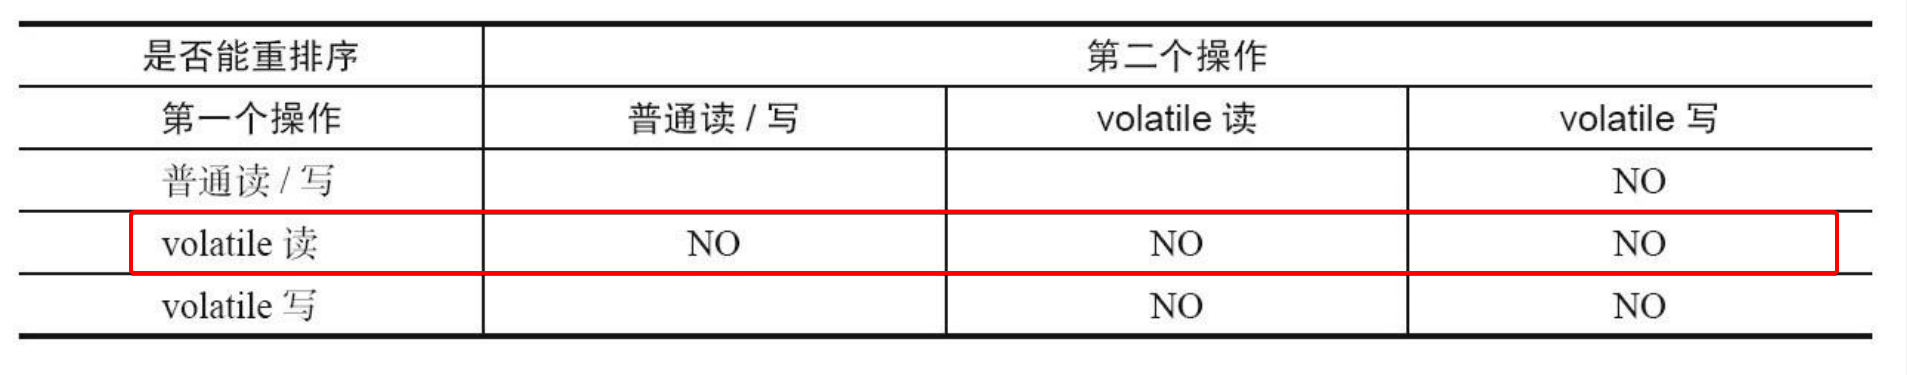 是否能重排序 第二个操作
第一个操作 普通读 / 写 volatile 读 volatile 写
普通读 / 写 NO
volatile 读 NO NO NO
volatile 写 NO NO